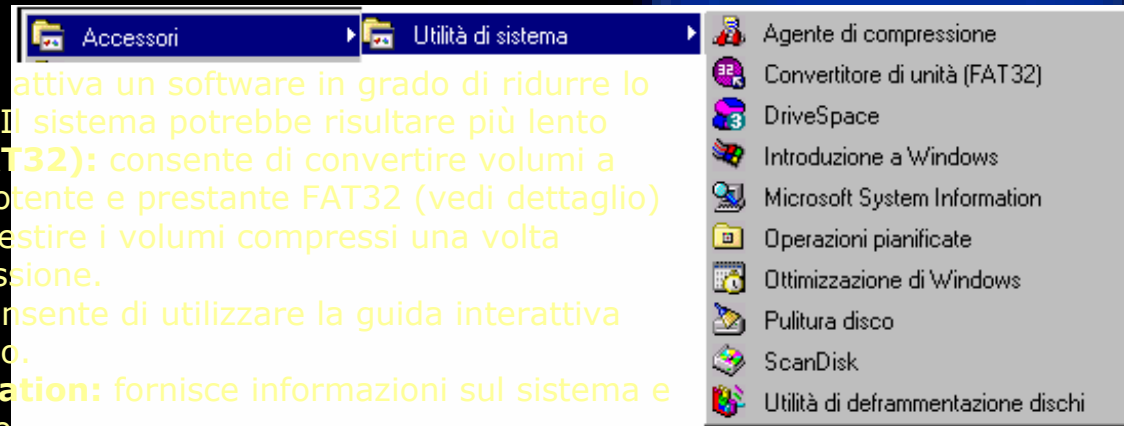 Accessori
Utilità di sistema
Agente di compressione
Convertitore di unità (FAT32)
DriveSpace
Introduzione a Windows
Microsoft System Information
Operazioni pianificate
Ottimizzazione di Windows
Pulitura disco
ScanDisk
Utilità di deframmentazione dischi
attiva un software in grado di ridurre lo
Il sistema potrebbe risultare più lento
T32): consente di convertire volumi a
otente e prestante FAT32 (vedi dettaglio)
estire i volumi compressi una volta
ssione.
nsente di utilizzare la guida interattiva
o.
ation: fornisce informazioni sul sistema e